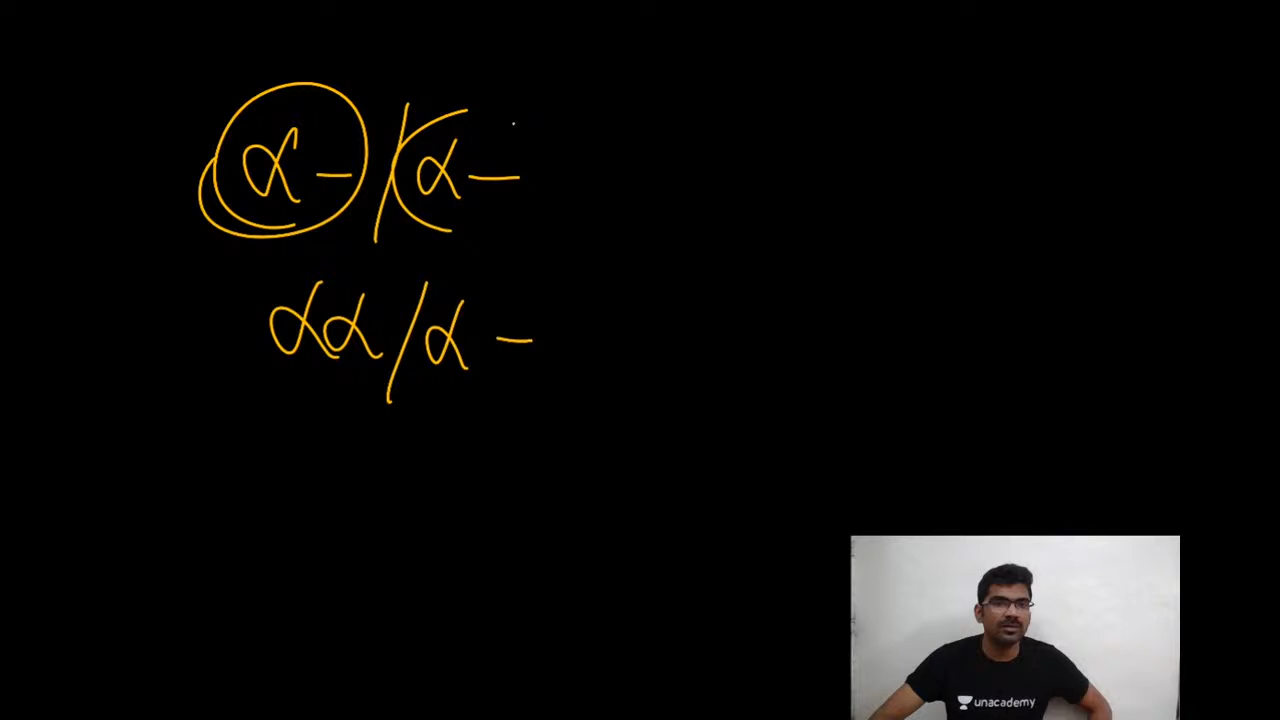 α – / α –
αα / α –
unacademy